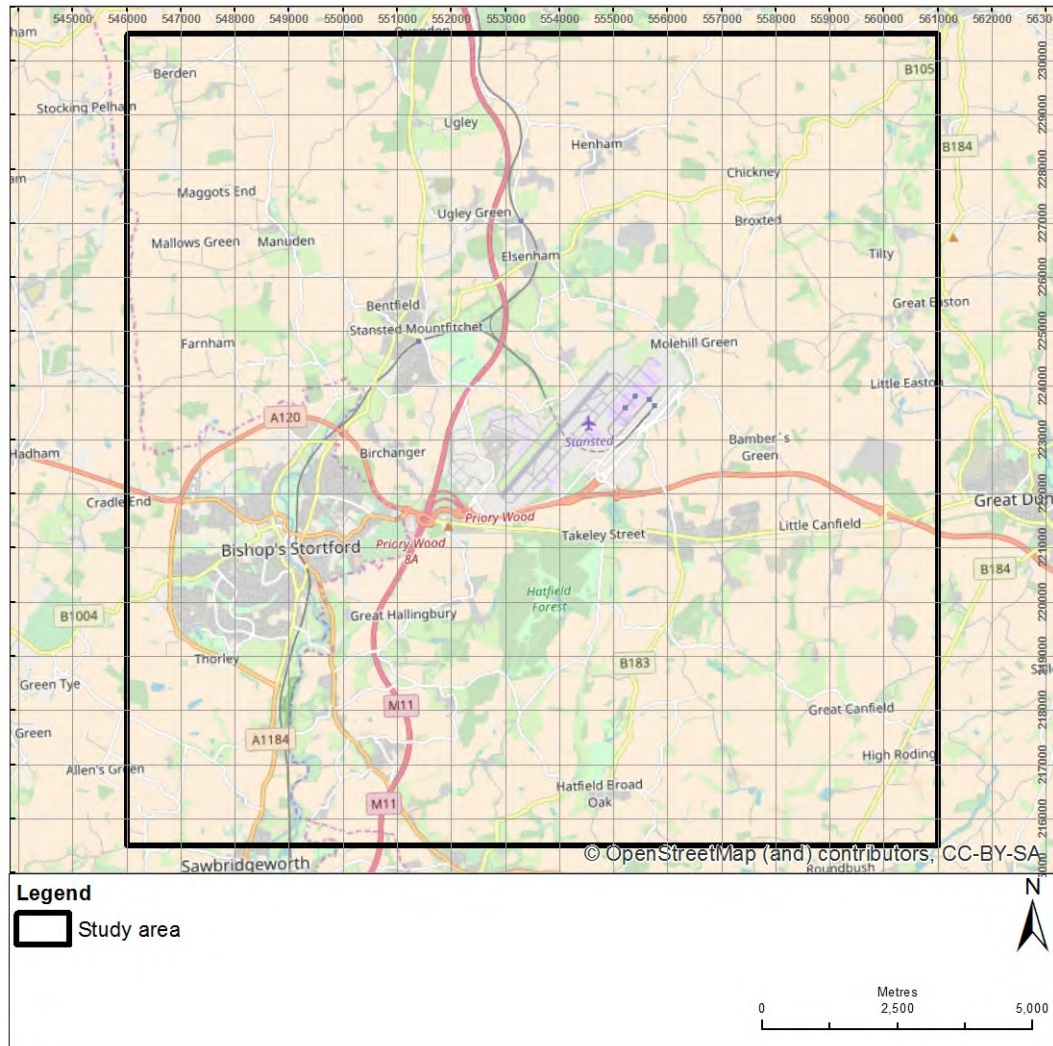 545000 546000 547000 548000 549000 550000 551000 552000 553000 554000 555000 556000 557000 558000 559000 560000 561000 562000
ham
Berden
230000
B105
Stocking Pelham
229000
Ugley
Henham
B184
228000
Chickney
Maggots End
Ugley Green
Broxted
227000
Mallows Green
Manuden
Elsenham
Tilty
226000
Bentfield
Great Easton
Stansted Mountfitchet
225000
Farnham
Molehill Green
224000
Little Easton
A120
Stansted
Bamber's
Green
223000
Hadham
Birchanger
Cradle End
222000
Great Du
Priory Wood
Little Canfield
Takeley Street
Bishop's Stortford
Priory Wood
8A
221000
B184
Hatfield
Forest
B1004
Great Hallingbury
220000
Thorley
B183
219000
Green Tye
M11
Great Canfield
218000
Green
A1184
High Roding
Allen's Green
217000
Hatfield Broad
Oak
M11
216000
Sawbridgeworth
© OpenStreetMap (and) contributors, CC-BY-SA
Roundbush
Legend
Study area
N
Metres
0 2,500 5,000